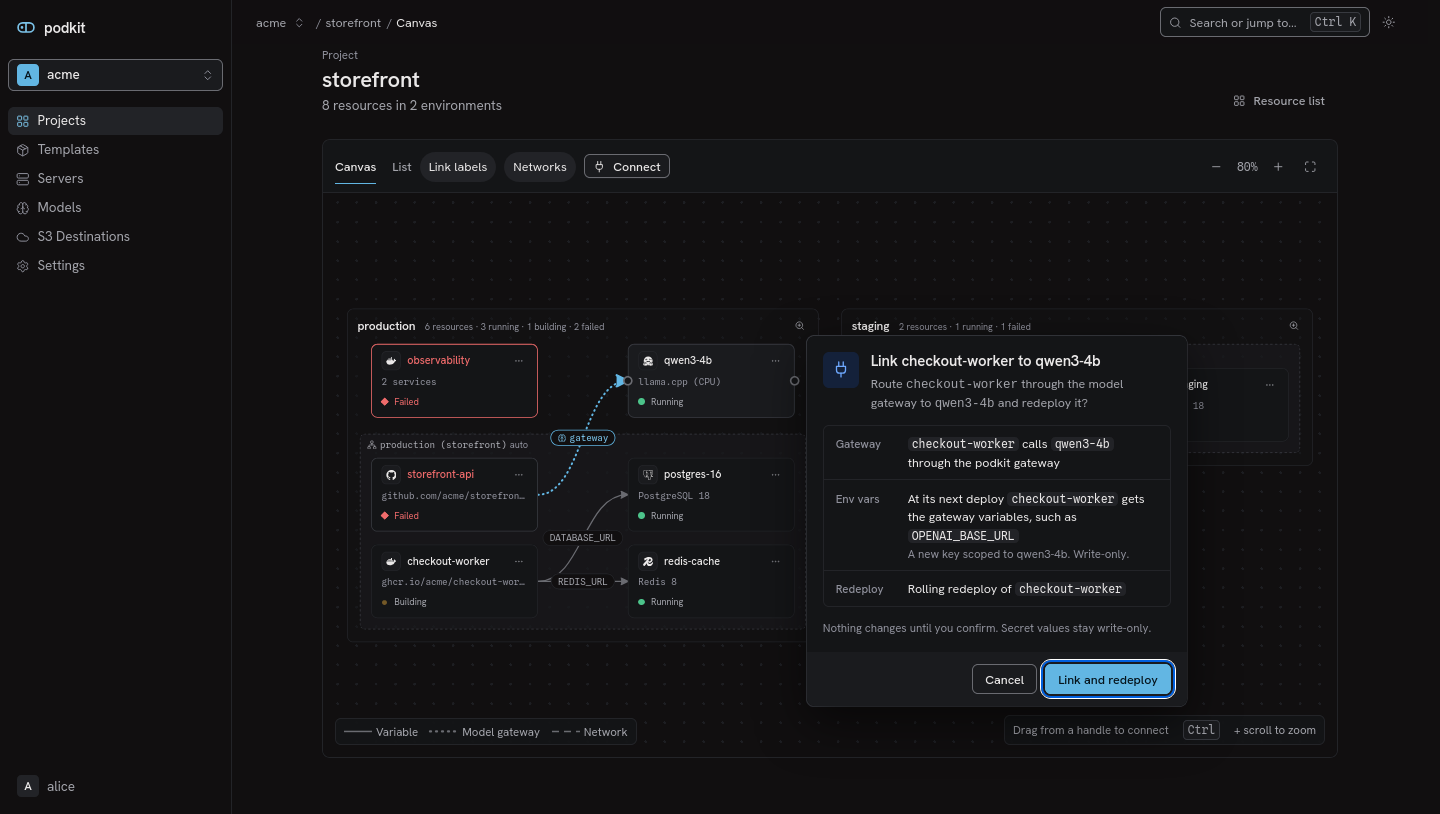 podkit
acme / storefront / Canvas
Search or jump to... Ctrl K
A acme
Projects
Templates
Servers
Models
S3 Destinations
Settings
A alice
Project
storefront
8 resources in 2 environments
Resource list
Canvas List Link labels Networks Connect
80%
production 6 resources · 3 running · 1 building · 2 failed
observability
2 services
Failed
qwen3-4b
llama.cpp (CPU)
Running
gateway
production (storefront) auto
storefront-api
github.com/acme/storefron…
Failed
postgres-16
PostgreSQL 18
Running
DATABASE_URL
checkout-worker
ghcr.io/acme/checkout-wor…
Building
REDIS_URL
redis-cache
Redis 8
Running
staging 2 resources · 1 running · 1 failed
ging
18
Link checkout-worker to qwen3-4b
Route checkout-worker through the model
gateway to qwen3-4b and redeploy it?
Gateway checkout-worker calls qwen3-4b
through the podkit gateway
Env vars At its next deploy checkout-worker gets
the gateway variables, such as
OPENAI_BASE_URL
A new key scoped to qwen3-4b. Write-only.
Redeploy Rolling redeploy of checkout-worker
Nothing changes until you confirm. Secret values stay write-only.
Cancel Link and redeploy
Variable Model gateway Network
Drag from a handle to connect Ctrl + scroll to zoom